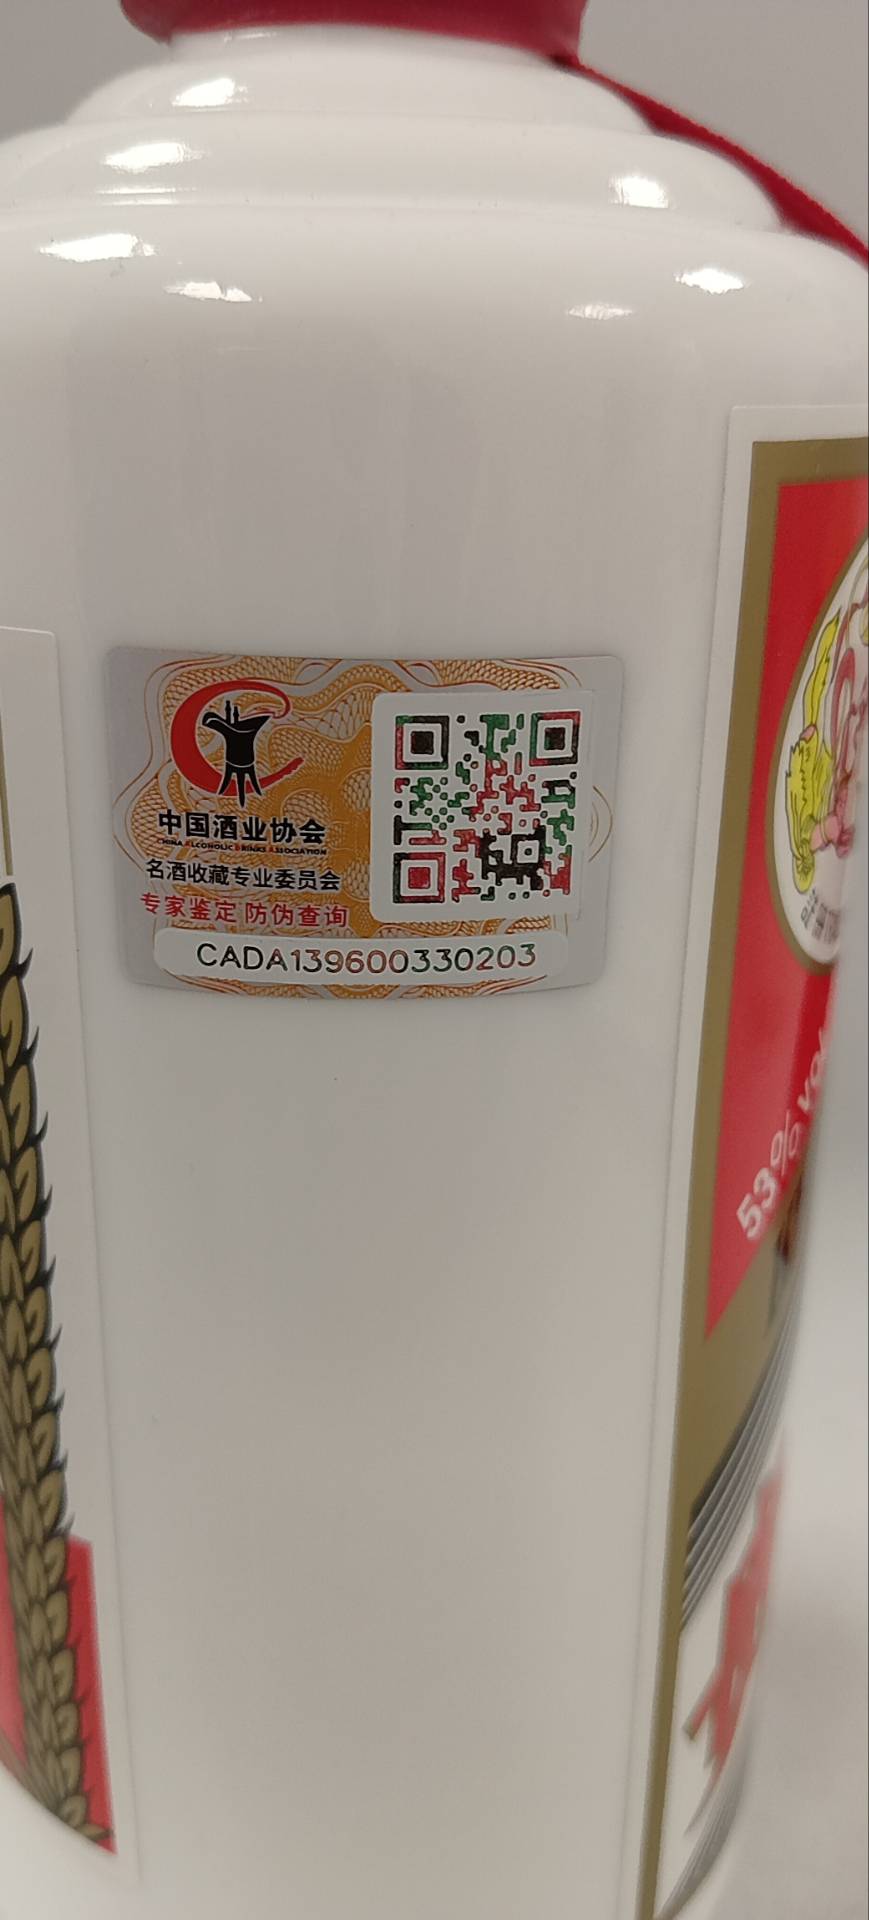 中国酒业协会
CHINA ALCOHOLIC DRINKS ASSOCIATION
名酒收藏专业委员会
专家鉴定 防伪查询
CADA139600330203
53% vol